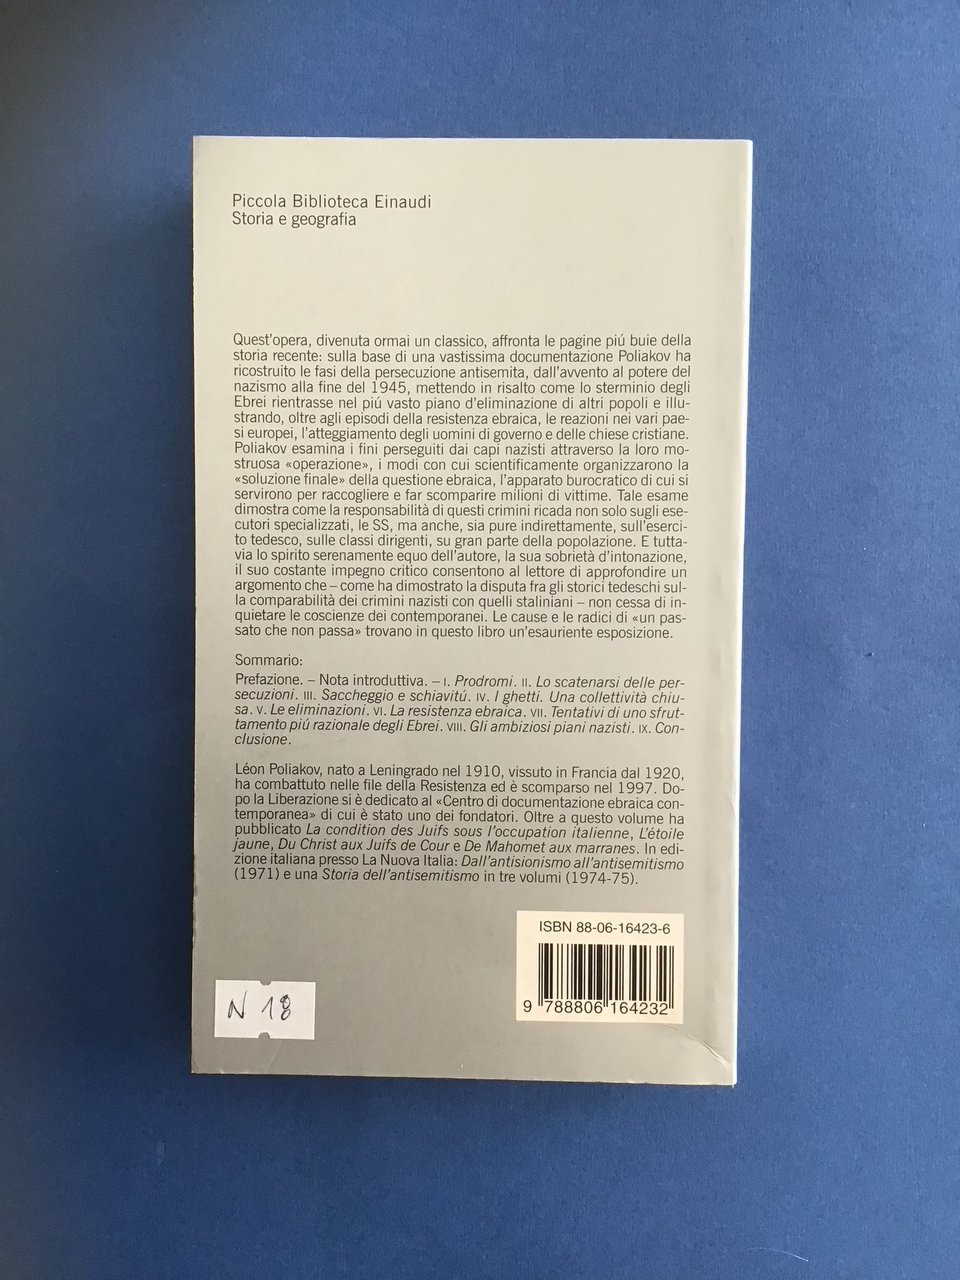 Piccola Biblioteca Einaudi
Storia e geografia
Quest'opera, divenuta ormai un classico, affronta le pagine piú buie della
storia recente: sulla base di una vastissima documentazione Poliakov ha
ricostruito le fasi della persecuzione antisemita, dall'avvento al potere del
nazismo alla fine del 1945, mettendo in risalto come lo sterminio degli
Ebrei rientrasse nel piú vasto piano d'eliminazione di altri popoli e illu-
strando, oltre agli episodi della resistenza ebraica, le reazioni nei vari pae-
si europei, l'atteggiamento degli uomini di governo e delle chiese cristiane.
Poliakov esamina i fini perseguiti dai capi nazisti attraverso la loro mo-
struosa «operazione», i modi con cui scientificamente organizzarono la
«soluzione finale» della questione ebraica, l'apparato burocratico di cui si
servirono per raccogliere e far scomparire milioni di vittime. Tale esame
dimostra come la responsabilità di questi crimini ricada non solo sugli ese-
cutori specializzati, le SS, ma anche, sia pure indirettamente, sull'eserci-
to tedesco, sulle classi dirigenti, su gran parte della popolazione. E tutta-
via lo spirito serenamente equo dell'autore, la sua sobrietà d'intonazione,
il suo costante impegno critico consentono al lettore di approfondire un
argomento che – come ha dimostrato la disputa fra gli storici tedeschi sul-
la comparabilità dei crimini nazisti con quelli staliniani – non cessa di in-
quietare le coscienze dei contemporanei. Le cause e le radici di «un pas-
sato che non passa» trovano in questo libro un'esauriente esposizione.
Sommario:
Prefazione. – Nota introduttiva. – I. Prodromi. II. Lo scatenarsi delle per-
secuzioni. III. Saccheggio e schiavitú. IV. I ghetti. Una collettività chiu-
sa. V. Le eliminazioni. VI. La resistenza ebraica. VII. Tentativi di uno sfrut-
tamento piú razionale degli Ebrei. VIII. Gli ambiziosi piani nazisti. IX. Con-
clusione.
Léon Poliakov, nato a Leningrado nel 1910, vissuto in Francia dal 1920,
ha combattuto nelle file della Resistenza ed è scomparso nel 1997. Do-
po la Liberazione si è dedicato al «Centro di documentazione ebraica con-
temporanea» di cui è stato uno dei fondatori. Oltre a questo volume ha
pubblicato La condition des Juifs sous l'occupation italienne, L'étoile
jaune, Du Christ aux Juifs de Cour e De Mahomet aux marranes. In edi-
zione italiana presso La Nuova Italia: Dall'antisionismo all'antisemitismo
(1971) e una Storia dell'antisemitismo in tre volumi (1974-75).
ISBN 88-06-16423-6
9 788806 164232
N 18